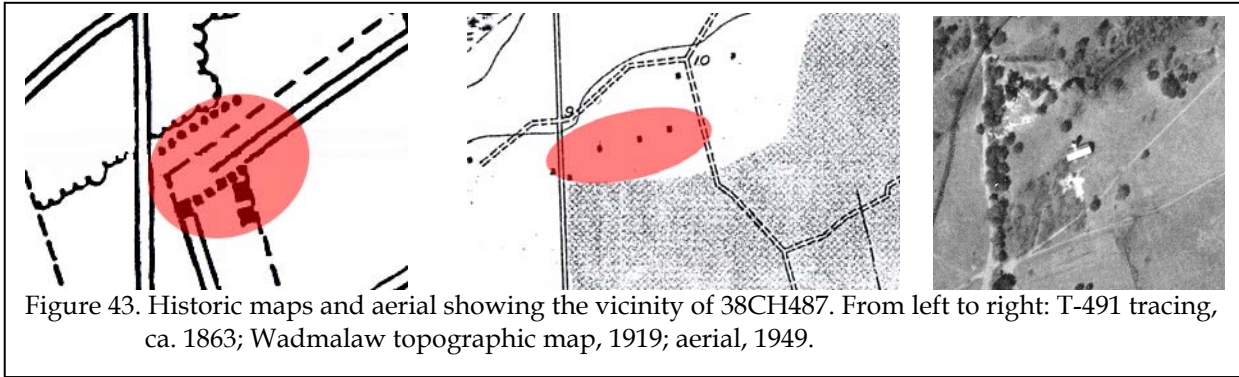 9
10
Figure 43. Historic maps and aerial showing the vicinity of 38CH487. From left to right: T-491 tracing,
ca. 1863; Wadmalaw topographic map, 1919; aerial, 1949.